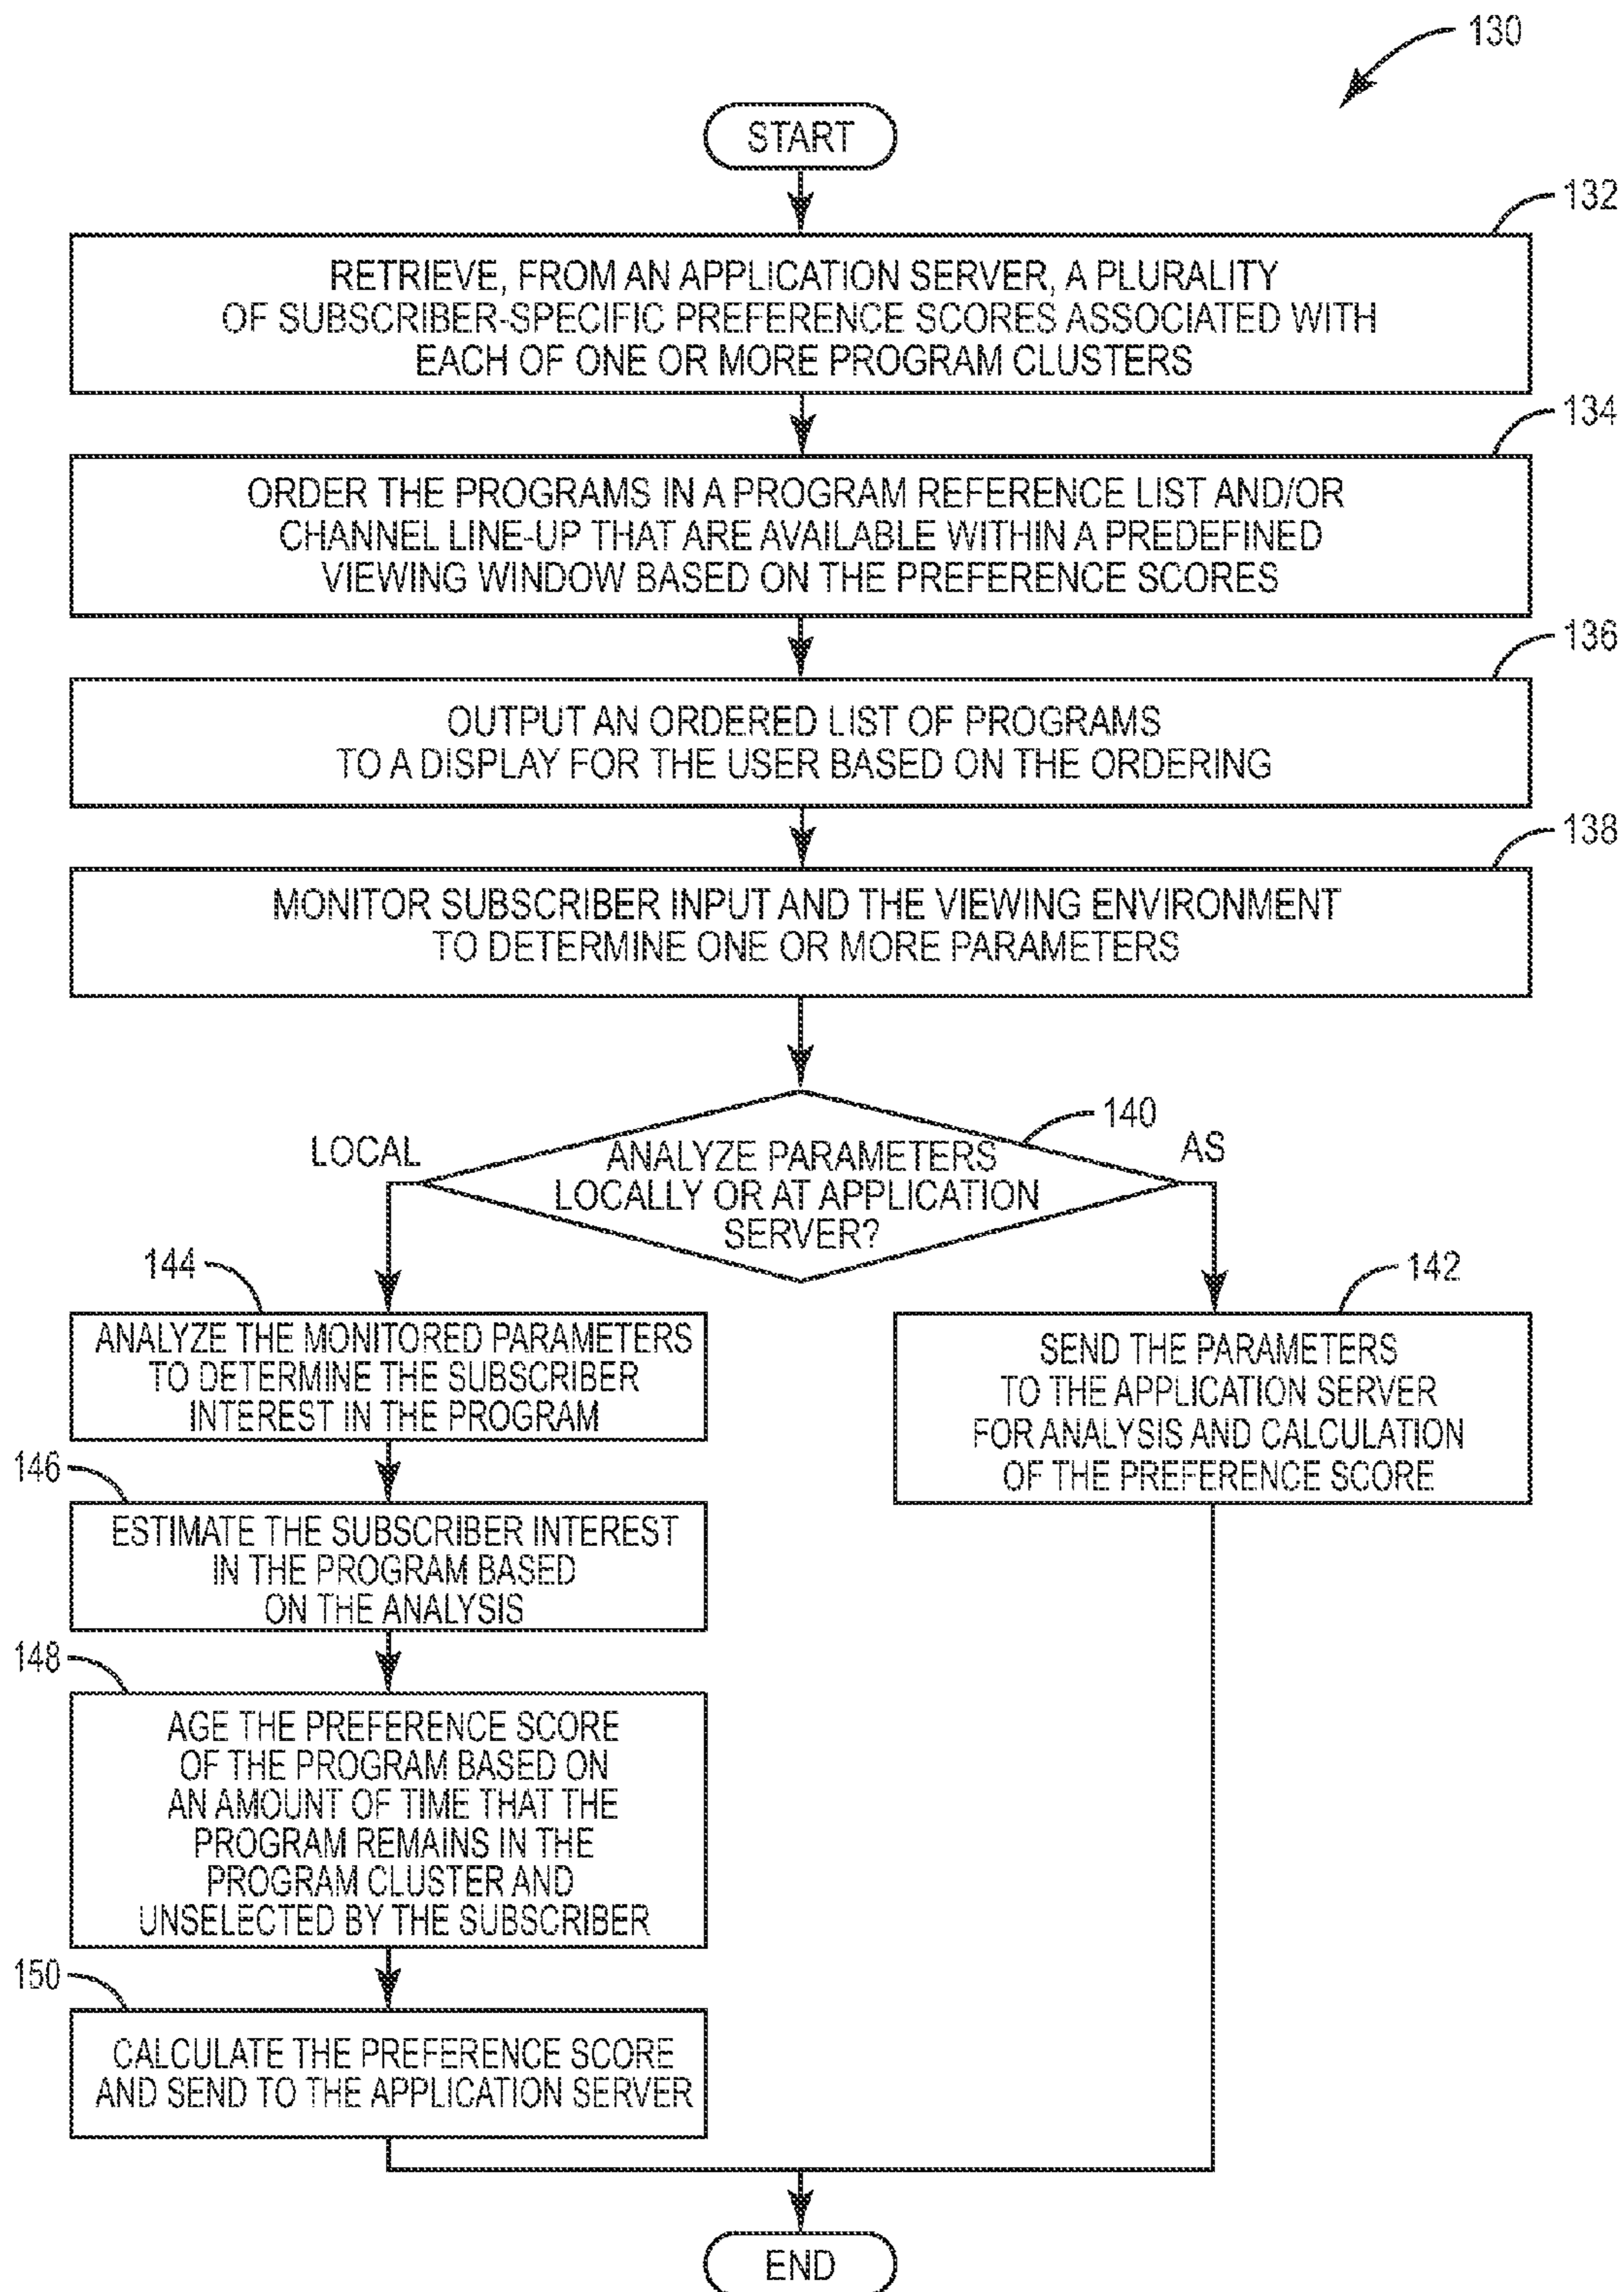 130
START
132
RETRIEVE, FROM AN APPLICATION SERVER, A PLURALITY
OF SUBSCRIBER-SPECIFIC PREFERENCE SCORES ASSOCIATED WITH
EACH OF ONE OR MORE PROGRAM CLUSTERS
134
ORDER THE PROGRAMS IN A PROGRAM REFERENCE LIST AND/OR
CHANNEL LINE-UP THAT ARE AVAILABLE WITHIN A PREDEFINED
VIEWING WINDOW BASED ON THE PREFERENCE SCORES
136
OUTPUT AN ORDERED LIST OF PROGRAMS
TO A DISPLAY FOR THE USER BASED ON THE ORDERING
138
MONITOR SUBSCRIBER INPUT AND THE VIEWING ENVIRONMENT
TO DETERMINE ONE OR MORE PARAMETERS
140
LOCAL
AS
ANALYZE PARAMETERS
LOCALLY OR AT APPLICATION
SERVER?
144
ANALYZE THE MONITORED PARAMETERS
TO DETERMINE THE SUBSCRIBER
INTEREST IN THE PROGRAM
142
SEND THE PARAMETERS
TO THE APPLICATION SERVER
FOR ANALYSIS AND CALCULATION
OF THE PREFERENCE SCORE
146
ESTIMATE THE SUBSCRIBER INTEREST
IN THE PROGRAM BASED
ON THE ANALYSIS
148
AGE THE PREFERENCE SCORE
OF THE PROGRAM BASED ON
AN AMOUNT OF TIME THAT THE
PROGRAM REMAINS IN THE
PROGRAM CLUSTER AND
UNSELECTED BY THE SUBSCRIBER
150
CALCULATE THE PREFERENCE SCORE
AND SEND TO THE APPLICATION SERVER
END